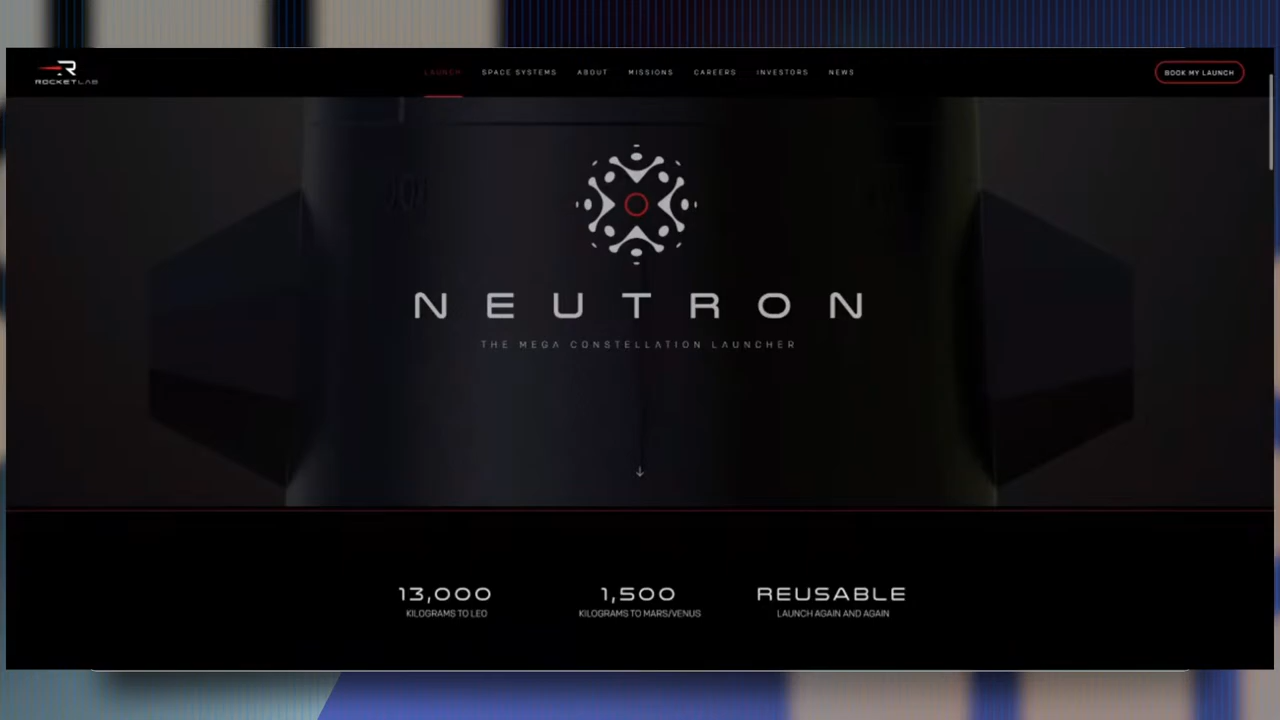 ROCKETLAB
LAUNCH SPACE SYSTEMS ABOUT MISSIONS CAREERS INVESTORS NEWS
BOOK MY LAUNCH
NEUTRON
THE MEGA CONSTELLATION LAUNCHER
13,000 1,500 REUSABLE
KILOGRAMS TO LEO KILOGRAMS TO MARS/VENUS LAUNCH AGAIN AND AGAIN